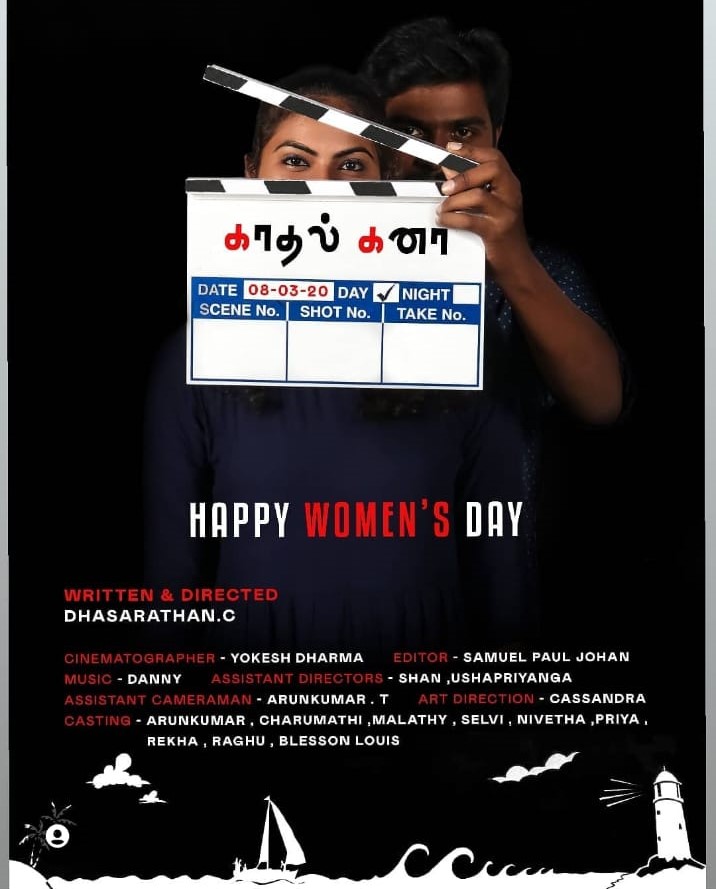 காதல் கனா
DATE 08-03-20 DAY ✓ NIGHT
SCENE No. SHOT No. TAKE No.
HAPPY WOMEN'S DAY
WRITTEN & DIRECTED
DHASARATHAN.C
CINEMATOGRAPHER - YOKESH DHARMA EDITOR - SAMUEL PAUL JOHAN
MUSIC - DANNY ASSISTANT DIRECTORS - SHAN ,USHAPRIYANGA
ASSISTANT CAMERAMAN - ARUNKUMAR . T ART DIRECTION - CASSANDRA
CASTING - ARUNKUMAR , CHARUMATHI ,MALATHY , SELVI , NIVETHA ,PRIYA ,
REKHA , RAGHU , BLESSON LOUIS